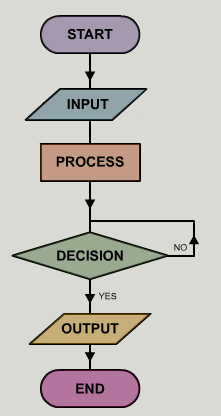 START
INPUT
PROCESS
DECISION
NO
YES
OUTPUT
END